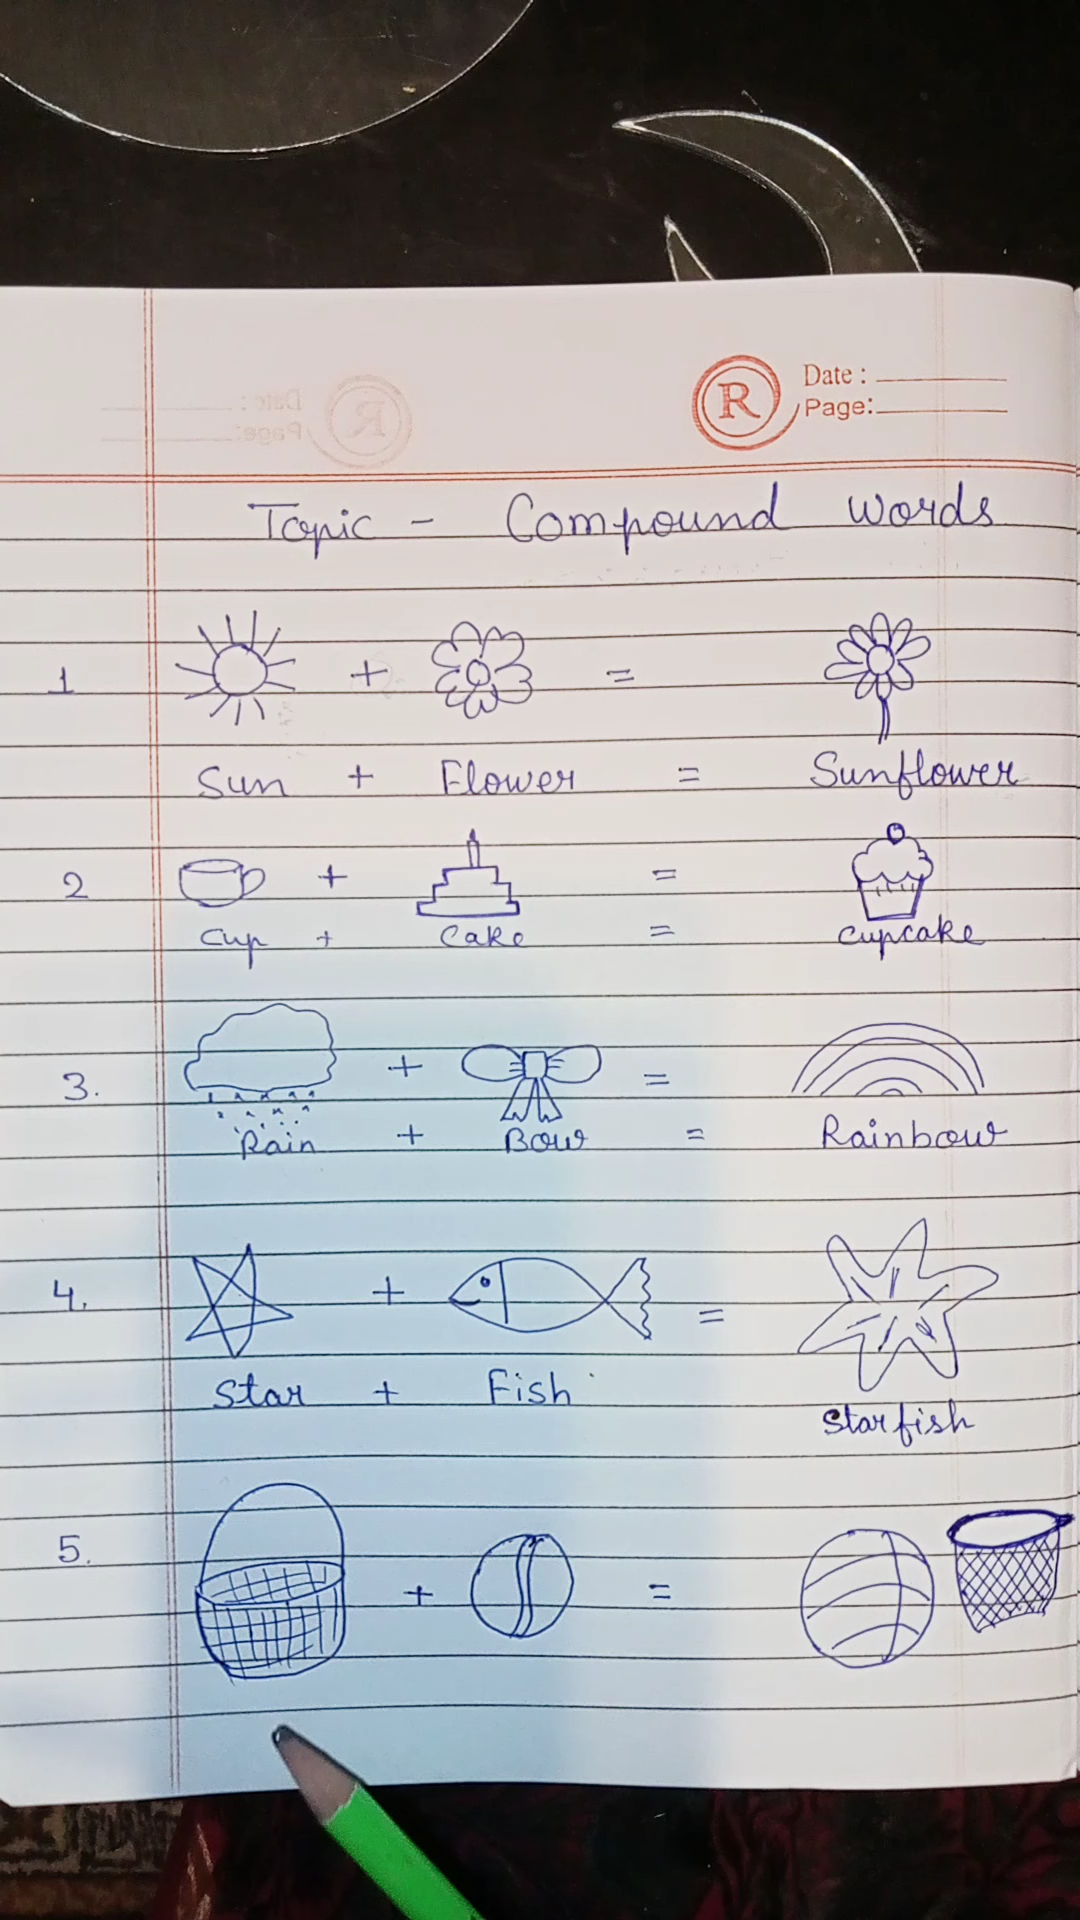 R
Date :
Page:
Topic - Compound Words
1
+ =
Sun + Flower = Sunflower
2
+ =
Cup + Cake = Cupcake
3.
+ =
Rain + Bow = Rainbow
4.
+ =
Star + Fish
Starfish
5.
+ =